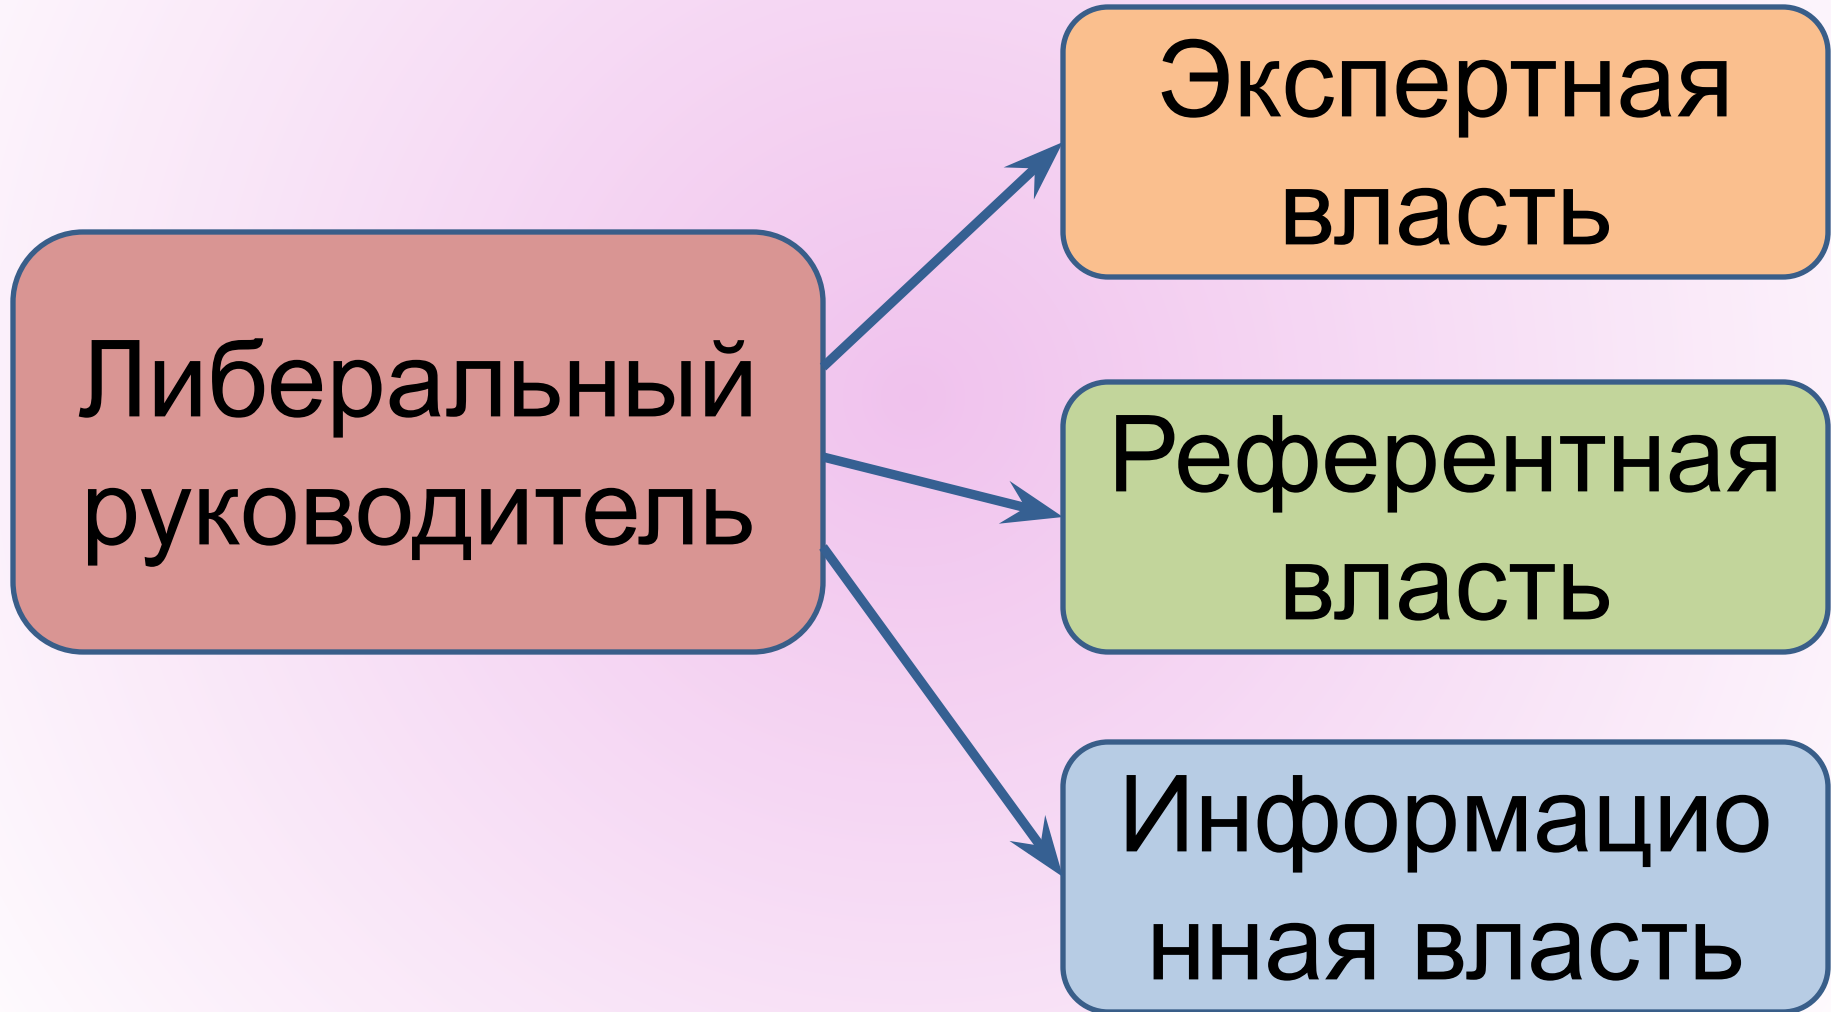 Либеральный
руководитель
Экспертная
власть
Референтная
власть
Информацио
нная власть